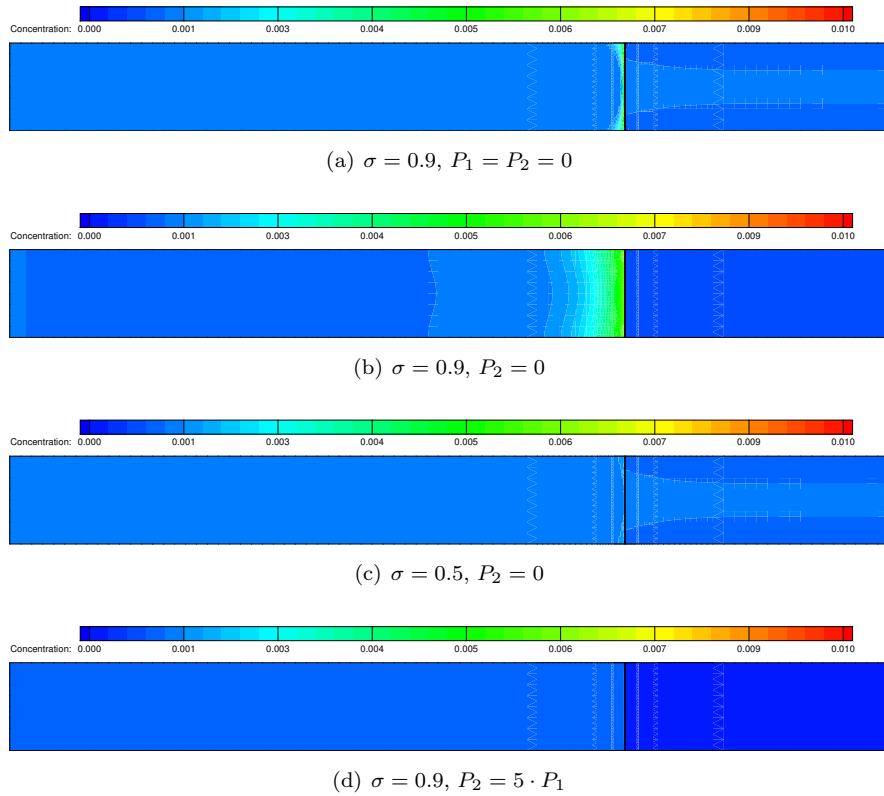 Concentration: 0.000 0.001 0.003 0.004 0.005 0.006 0.007 0.009 0.010
(a) σ = 0.9, P₁ = P₂ = 0
Concentration: 0.000 0.001 0.003 0.004 0.005 0.006 0.007 0.009 0.010
(b) σ = 0.9, P₂ = 0
Concentration: 0.000 0.001 0.003 0.004 0.005 0.006 0.007 0.009 0.010
(c) σ = 0.5, P₂ = 0
Concentration: 0.000 0.001 0.003 0.004 0.005 0.006 0.007 0.009 0.010
(d) σ = 0.9, P₂ = 5 · P₁